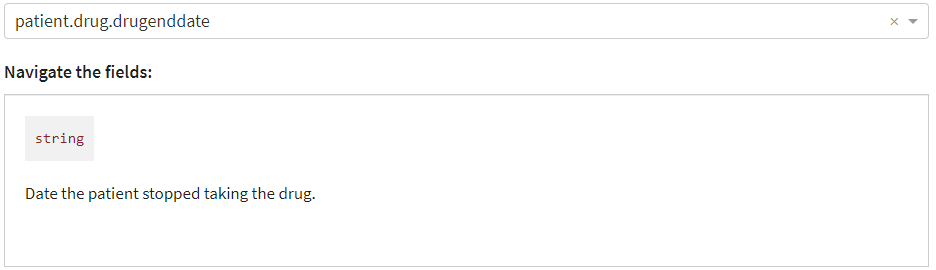 patient.drug.drugenddate
Navigate the fields:
string
Date the patient stopped taking the drug.